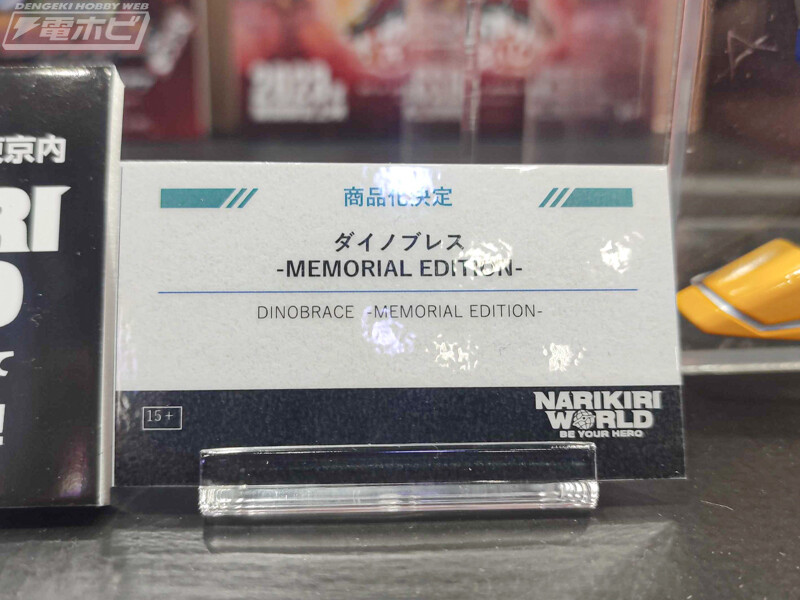 DENGEKI HOBBY WEB
電ホビ
2023
京内
RI
!
商品化決定
ダイノブレス
-MEMORIAL EDITION-
DINOBRACE -MEMORIAL EDITION-
15+
NARIKIRI
WORLD
BE YOUR HERO